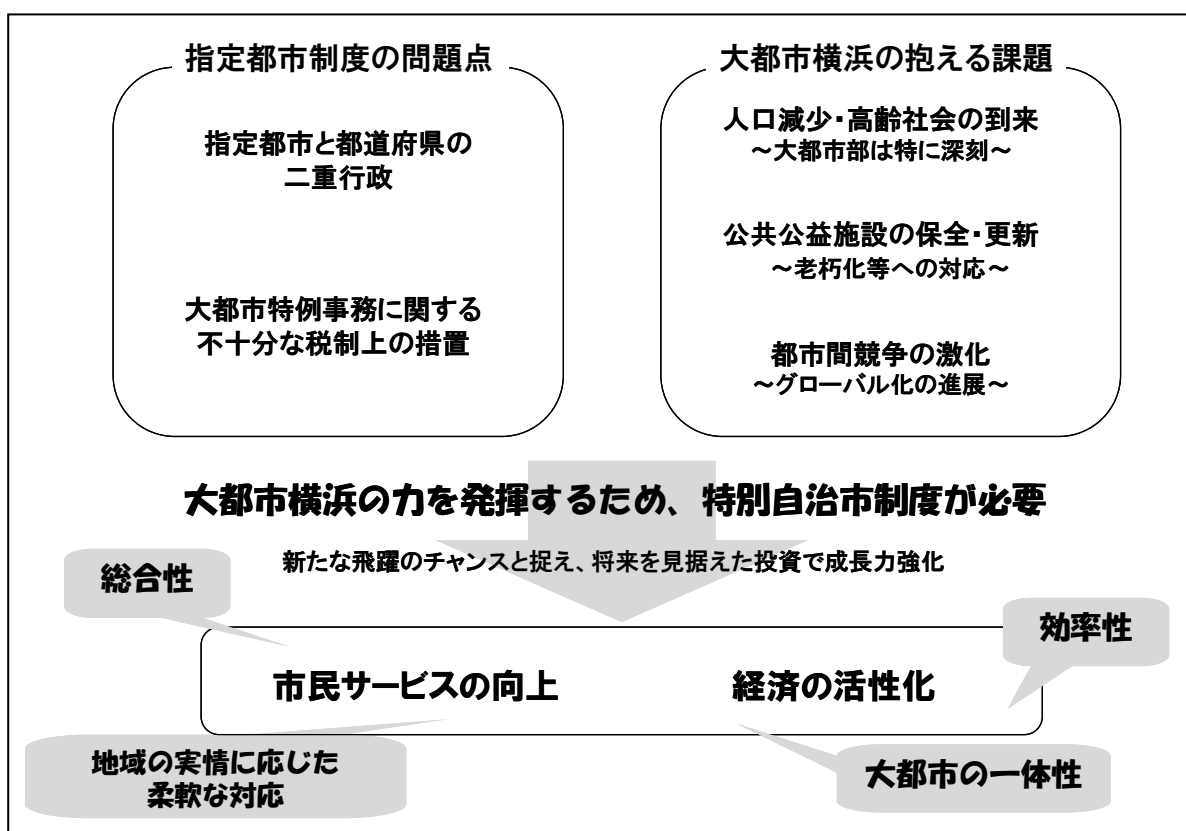 指定都市制度の問題点
指定都市と都道府県の
二重行政
大都市特例事務に関する
不十分な税制上の措置
大都市横浜の抱える課題
人口減少・高齢社会の到来
～大都市部は特に深刻～
公共公益施設の保全・更新
～老朽化等への対応～
都市間競争の激化
～グローバル化の進展～
大都市横浜の力を発揮するため、特別自治市制度が必要
新たな飛躍のチャンスと捉え、将来を見据えた投資で成長力強化
総合性
効率性
市民サービスの向上
経済の活性化
地域の実情に応じた
柔軟な対応
大都市の一体性